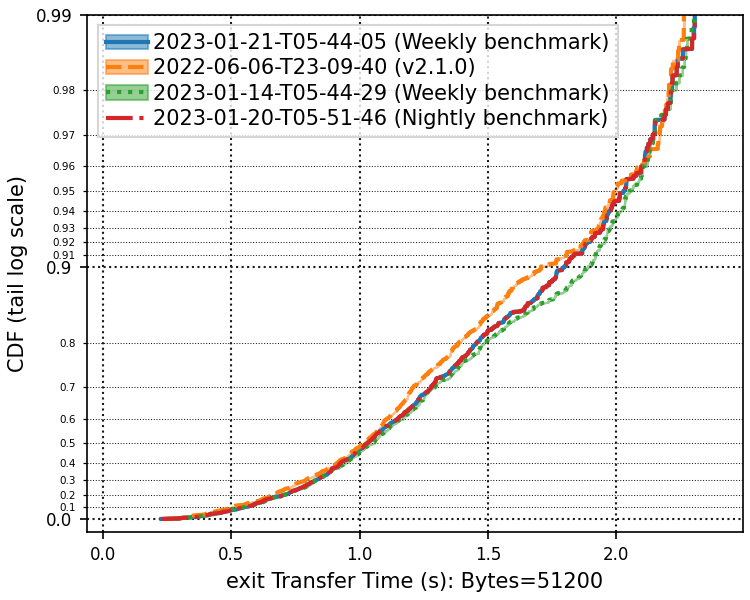 0.99
2023-01-21-T05-44-05 (Weekly benchmark)
2022-06-06-T23-09-40 (v2.1.0)
2023-01-14-T05-44-29 (Weekly benchmark)
2023-01-20-T05-51-46 (Nightly benchmark)
0.98
0.97
0.96
0.95
0.94
0.93
0.92
0.91
0.9
0.8
0.7
0.6
0.5
0.4
0.3
0.2
0.1
0.0
CDF (tail log scale)
0.0 0.5 1.0 1.5 2.0
exit Transfer Time (s): Bytes=51200